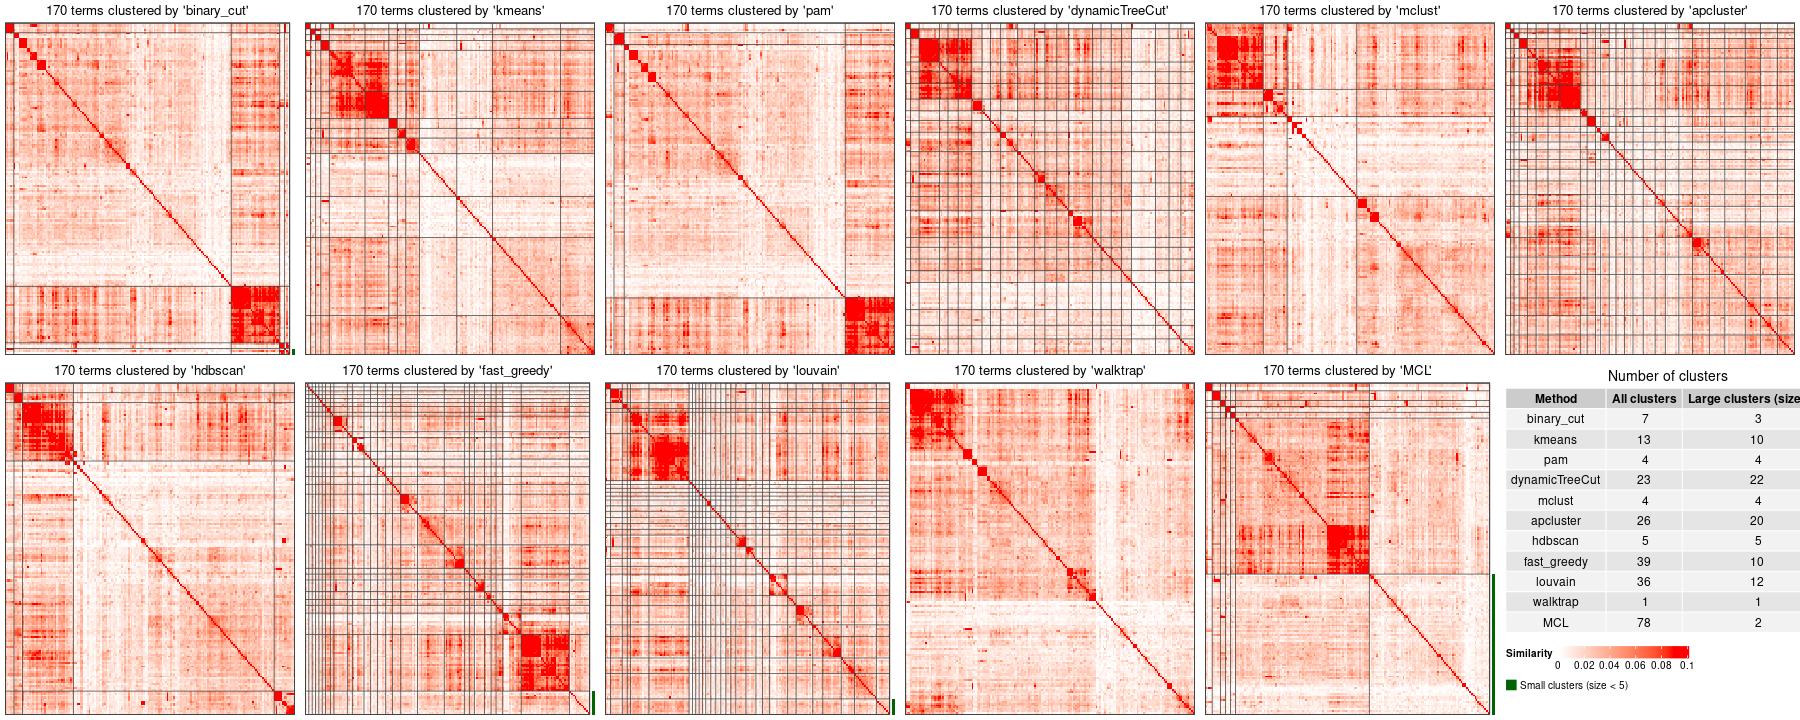 170 terms clustered by 'binary_cut'
170 terms clustered by 'kmeans'
170 terms clustered by 'pam'
170 terms clustered by 'dynamicTreeCut'
170 terms clustered by 'mclust'
170 terms clustered by 'apcluster'
170 terms clustered by 'hdbscan'
170 terms clustered by 'fast_greedy'
170 terms clustered by 'louvain'
170 terms clustered by 'walktrap'
170 terms clustered by 'MCL'
Number of clusters
Method All clusters Large clusters (size
binary_cut 7 3
kmeans 13 10
pam 4 4
dynamicTreeCut 23 22
mclust 4 4
apcluster 26 20
hdbscan 5 5
fast_greedy 39 10
louvain 36 12
walktrap 1 1
MCL 78 2
Similarity
0 0.02 0.04 0.06 0.08 0.1
Small clusters (size < 5)